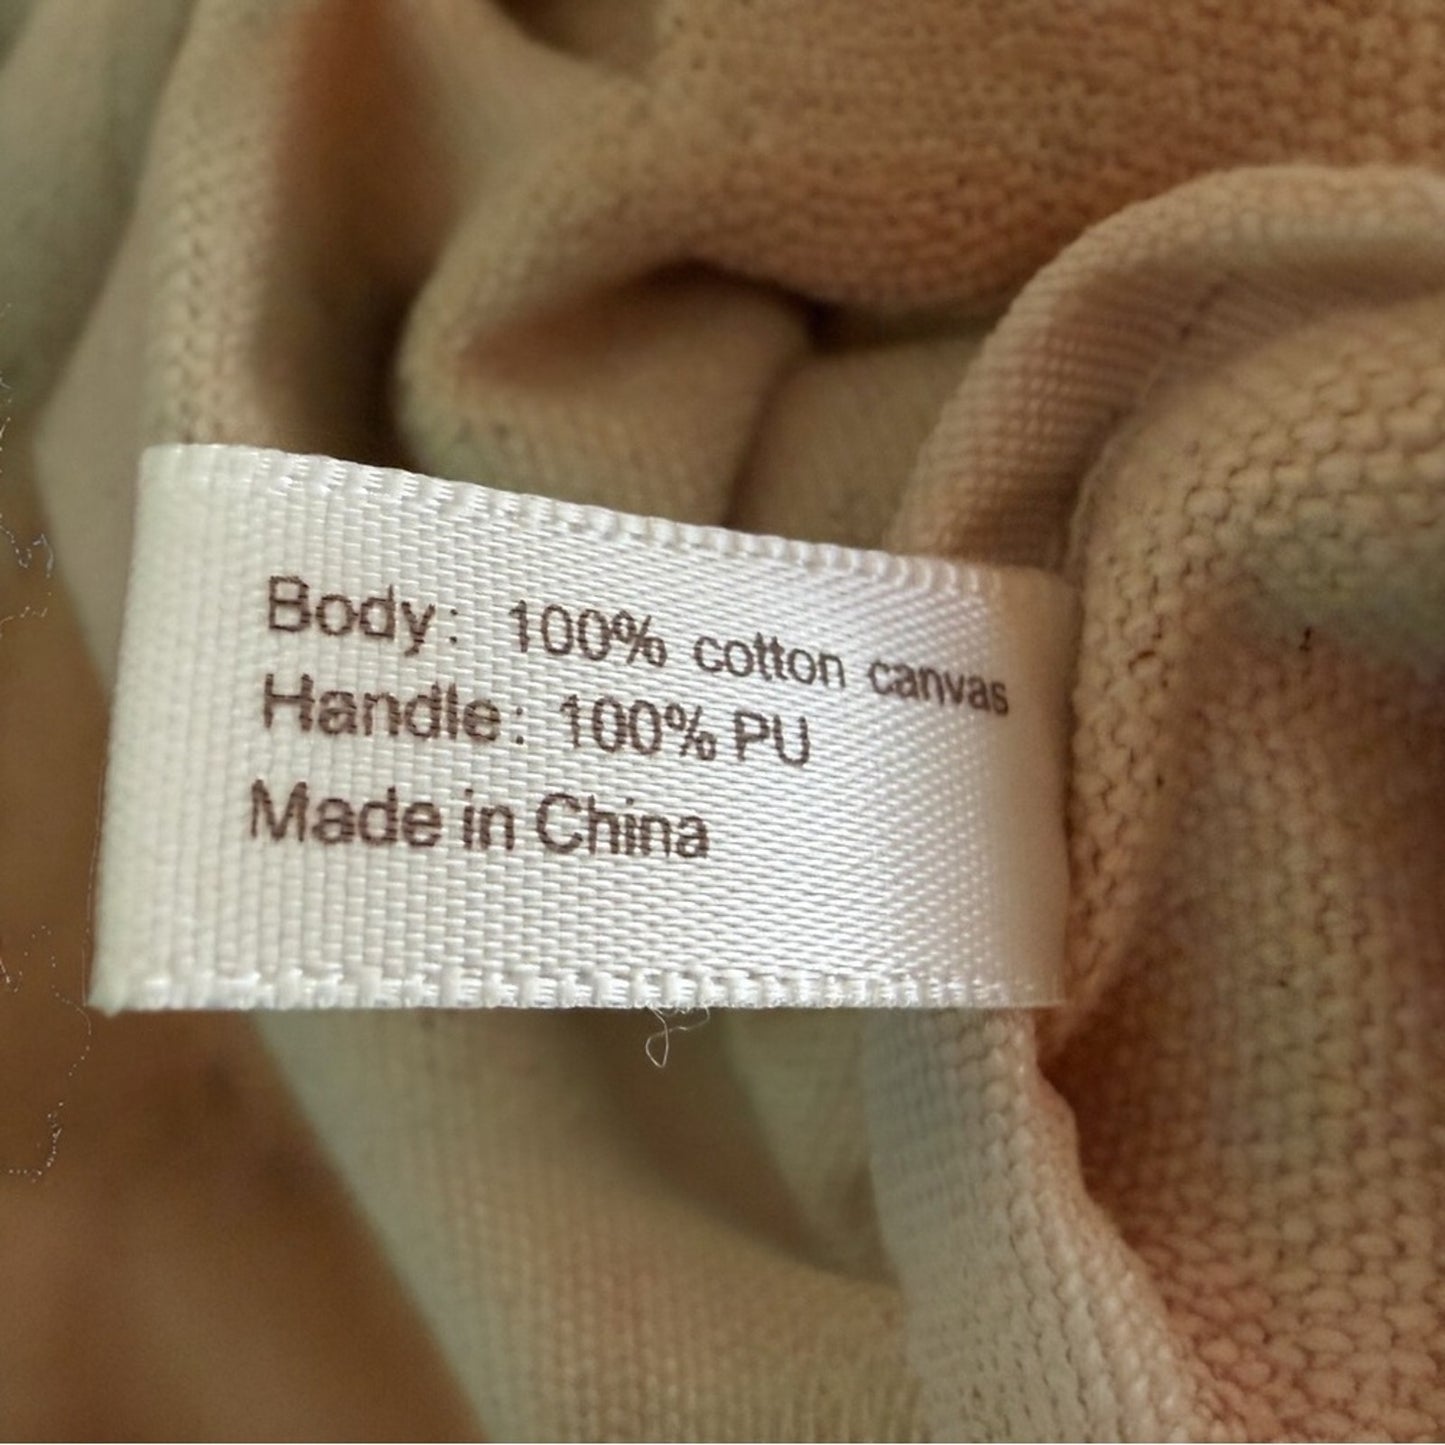 Body: 100% cotton canvas
Handle: 100% PU
Made in China